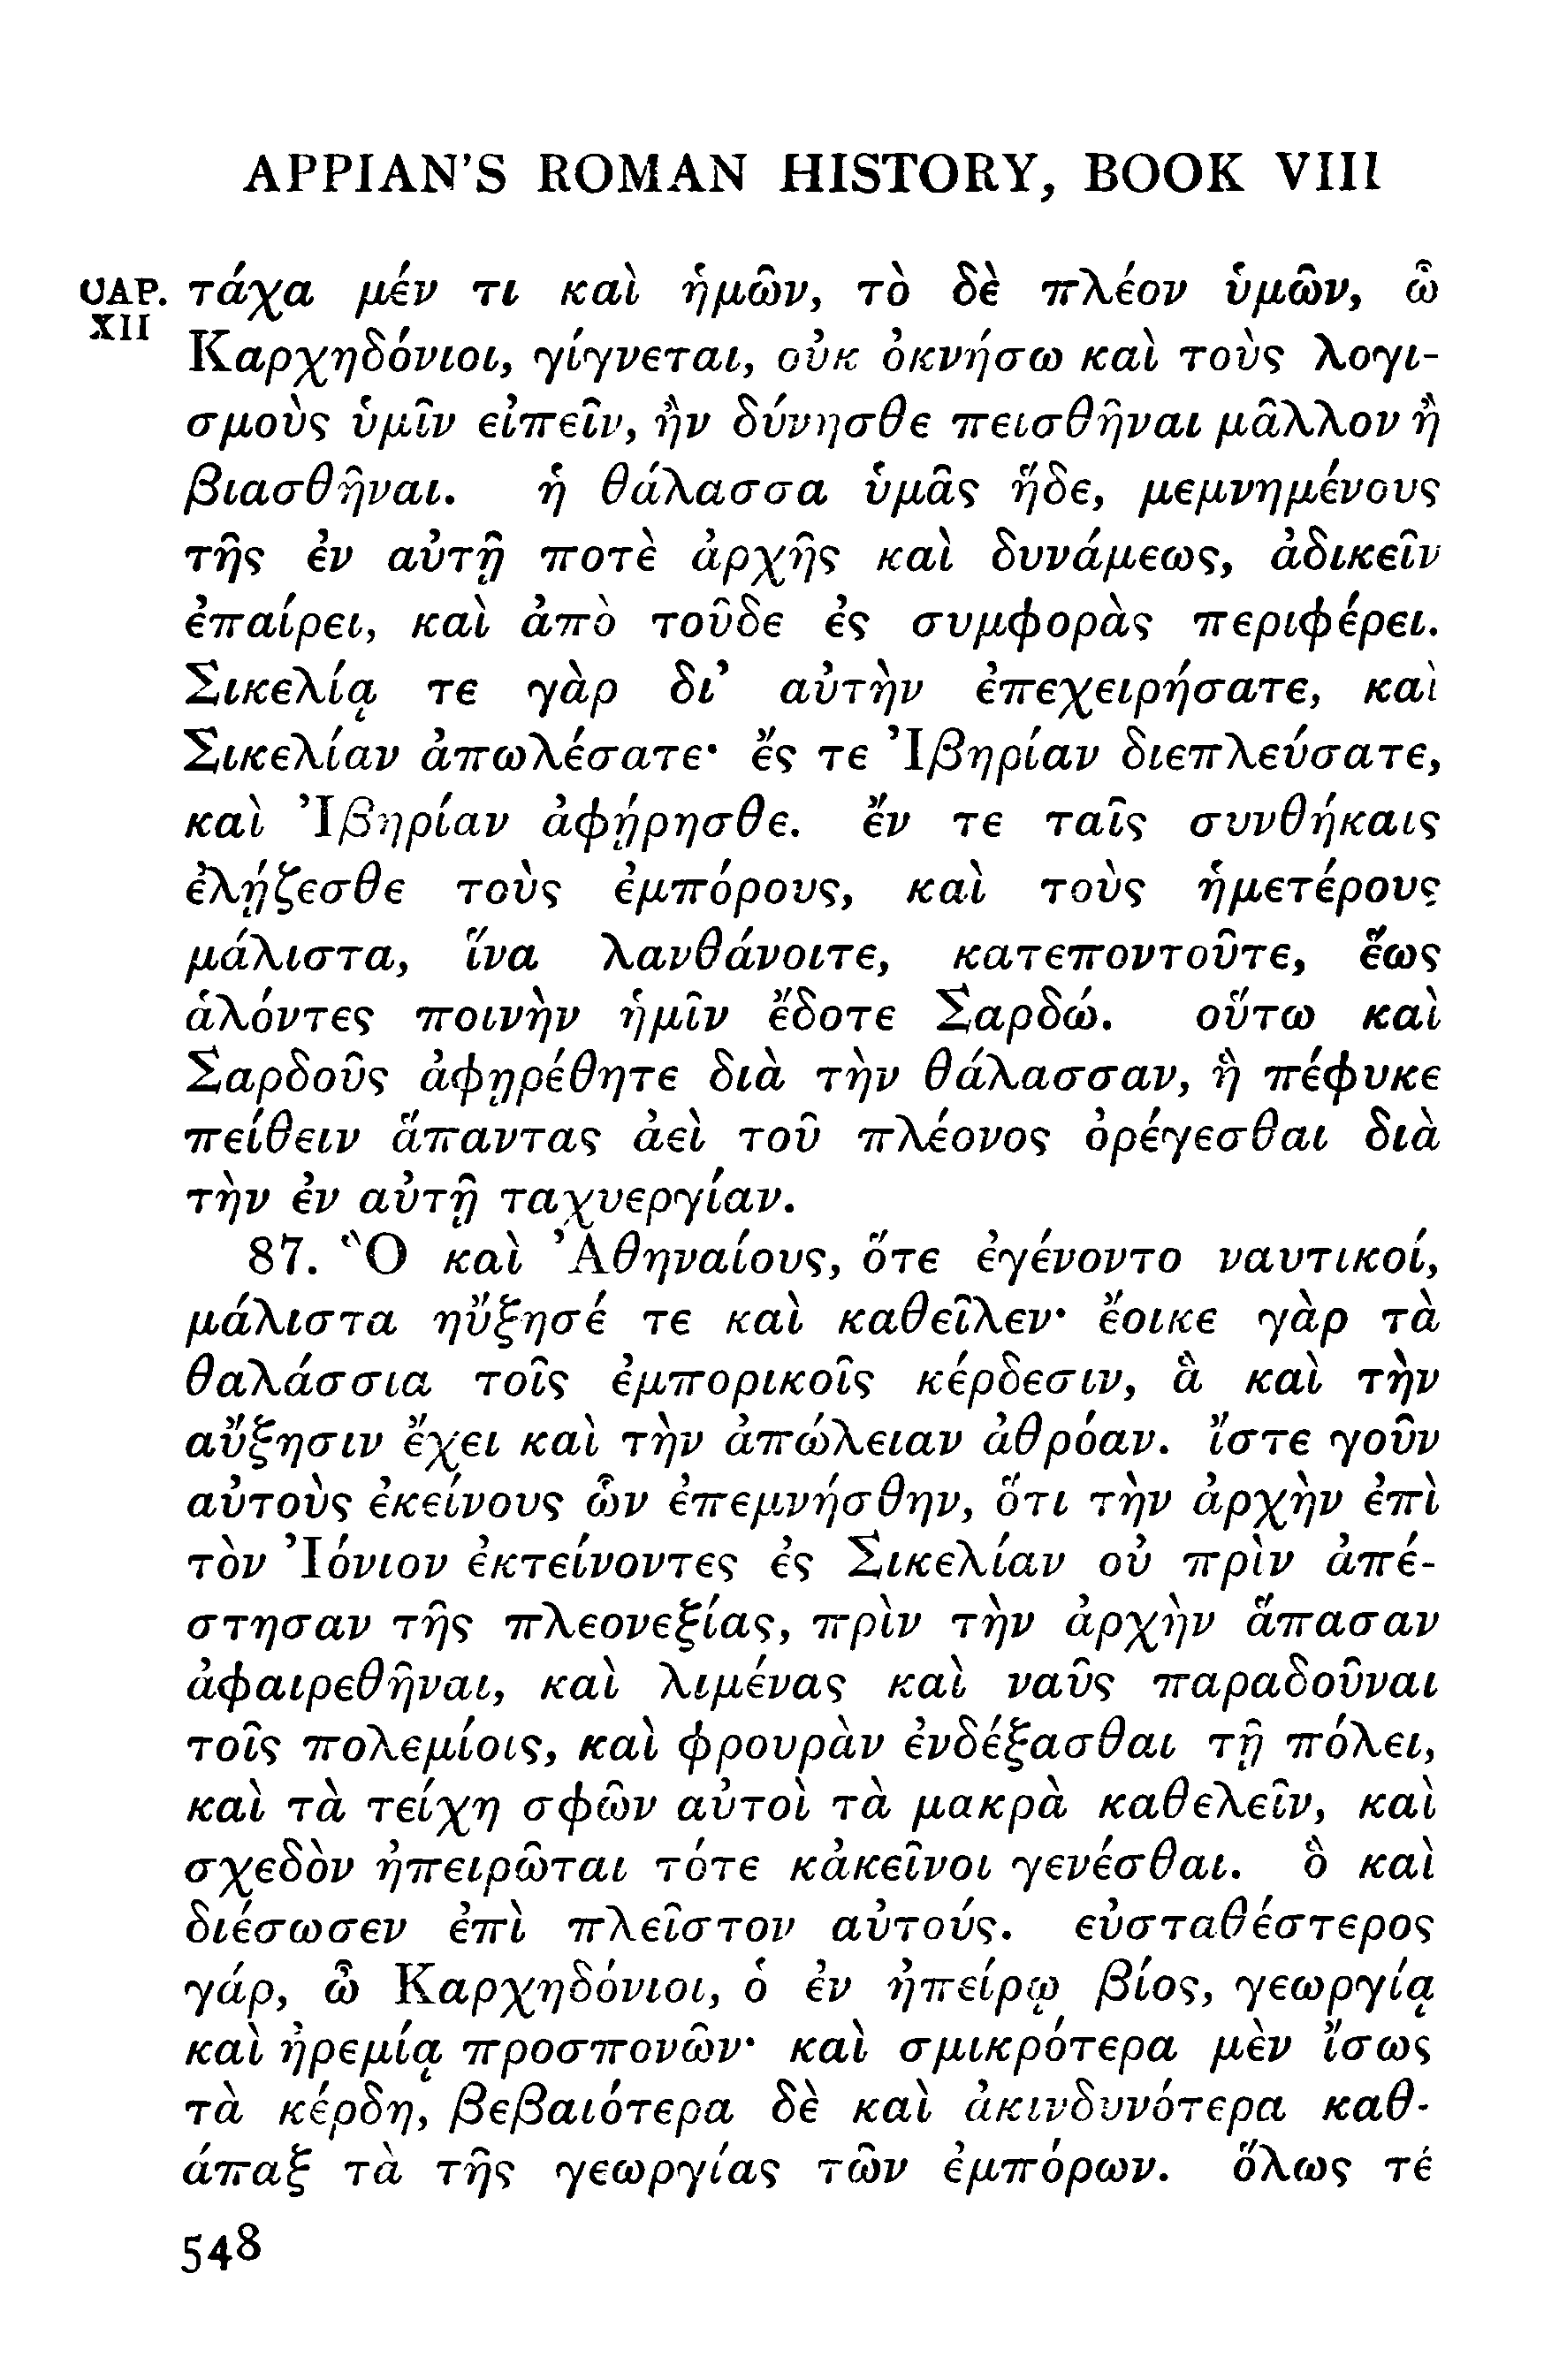 APPIAN'S ROMAN HISTORY, BOOK VIII
CAP. XII
τάχα μέν τι καὶ ἡμῶν, τὸ δὲ πλέον ὑμῶν, ὦ
Καρχηδόνιοι, γίγνεται, οὐκ ὀκνήσω καὶ τοὺς λογι-
σμοὺς ὑμῖν εἰπεῖν, ἢν δύνησθε πεισθῆναι μᾶλλον ἢ
βιασθῆναι. ἡ θάλασσα ὑμᾶς ἥδε, μεμνημένους
τῆς ἐν αὐτῇ ποτὲ ἀρχῆς καὶ δυνάμεως, ἀδικεῖν
ἐπαίρει, καὶ ἀπὸ τοῦδε ἐς συμφορὰς περιφέρει.
Σικελίᾳ τε γὰρ δι' αὐτὴν ἐπεχειρήσατε, καὶ
Σικελίαν ἀπωλέσατε· ἔς τε Ἰβηρίαν διεπλεύσατε,
καὶ Ἰβηρίαν ἀφῄρησθε. ἔν τε ταῖς συνθήκαις
ἐλῄζεσθε τοὺς ἐμπόρους, καὶ τοὺς ἡμετέρους
μάλιστα, ἵνα λανθάνοιτε, κατεποντοῦτε, ἕως
ἁλόντες ποινὴν ἡμῖν ἔδοτε Σαρδώ. οὕτω καὶ
Σαρδοῦς ἀφῃρέθητε διὰ τὴν θάλασσαν, ἣ πέφυκε
πείθειν ἅπαντας ἀεὶ τοῦ πλέονος ὀρέγεσθαι διὰ
τὴν ἐν αὐτῇ ταχυεργίαν.
87. Ὃ καὶ Ἀθηναίους, ὅτε ἐγένοντο ναυτικοί,
μάλιστα ηὔξησέ τε καὶ καθεῖλεν· ἔοικε γὰρ τὰ
θαλάσσια τοῖς ἐμπορικοῖς κέρδεσιν, ἃ καὶ τὴν
αὔξησιν ἔχει καὶ τὴν ἀπώλειαν ἀθρόαν. ἴστε γοῦν
αὐτοὺς ἐκείνους ὧν ἐπεμνήσθην, ὅτι τὴν ἀρχὴν ἐπὶ
τὸν Ἰόνιον ἐκτείνοντες ἐς Σικελίαν οὐ πρὶν ἀπέ-
στησαν τῆς πλεονεξίας, πρὶν τὴν ἀρχὴν ἅπασαν
ἀφαιρεθῆναι, καὶ λιμένας καὶ ναῦς παραδοῦναι
τοῖς πολεμίοις, καὶ φρουρὰν ἐνδέξασθαι τῇ πόλει,
καὶ τὰ τείχη σφῶν αὐτοὶ τὰ μακρὰ καθελεῖν, καὶ
σχεδὸν ἠπειρῶται τότε κἀκεῖνοι γενέσθαι. ὃ καὶ
διέσωσεν ἐπὶ πλεῖστον αὐτούς. εὐσταθέστερος
γάρ, ὦ Καρχηδόνιοι, ὁ ἐν ἠπείρῳ βίος, γεωργίᾳ
καὶ ἠρεμίᾳ προσπονῶν· καὶ σμικρότερα μὲν ἴσως
τὰ κέρδη, βεβαιότερα δὲ καὶ ἀκινδυνότερα καθ-
άπαξ τὰ τῆς γεωργίας τῶν ἐμπόρων. ὅλως τέ
548